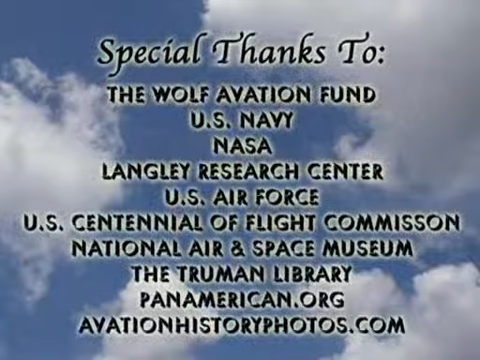 Special Thanks To:
THE WOLF AVATION FUND
U.S. NAVY
NASA
LANGLEY RESEARCH CENTER
U.S. AIR FORCE
U.S. CENTENNIAL OF FLIGHT COMMISSON
NATIONAL AIR & SPACE MUSEUM
THE TRUMAN LIBRARY
PANAMERICAN.ORG
AVATIONHISTORYPHOTOS.COM